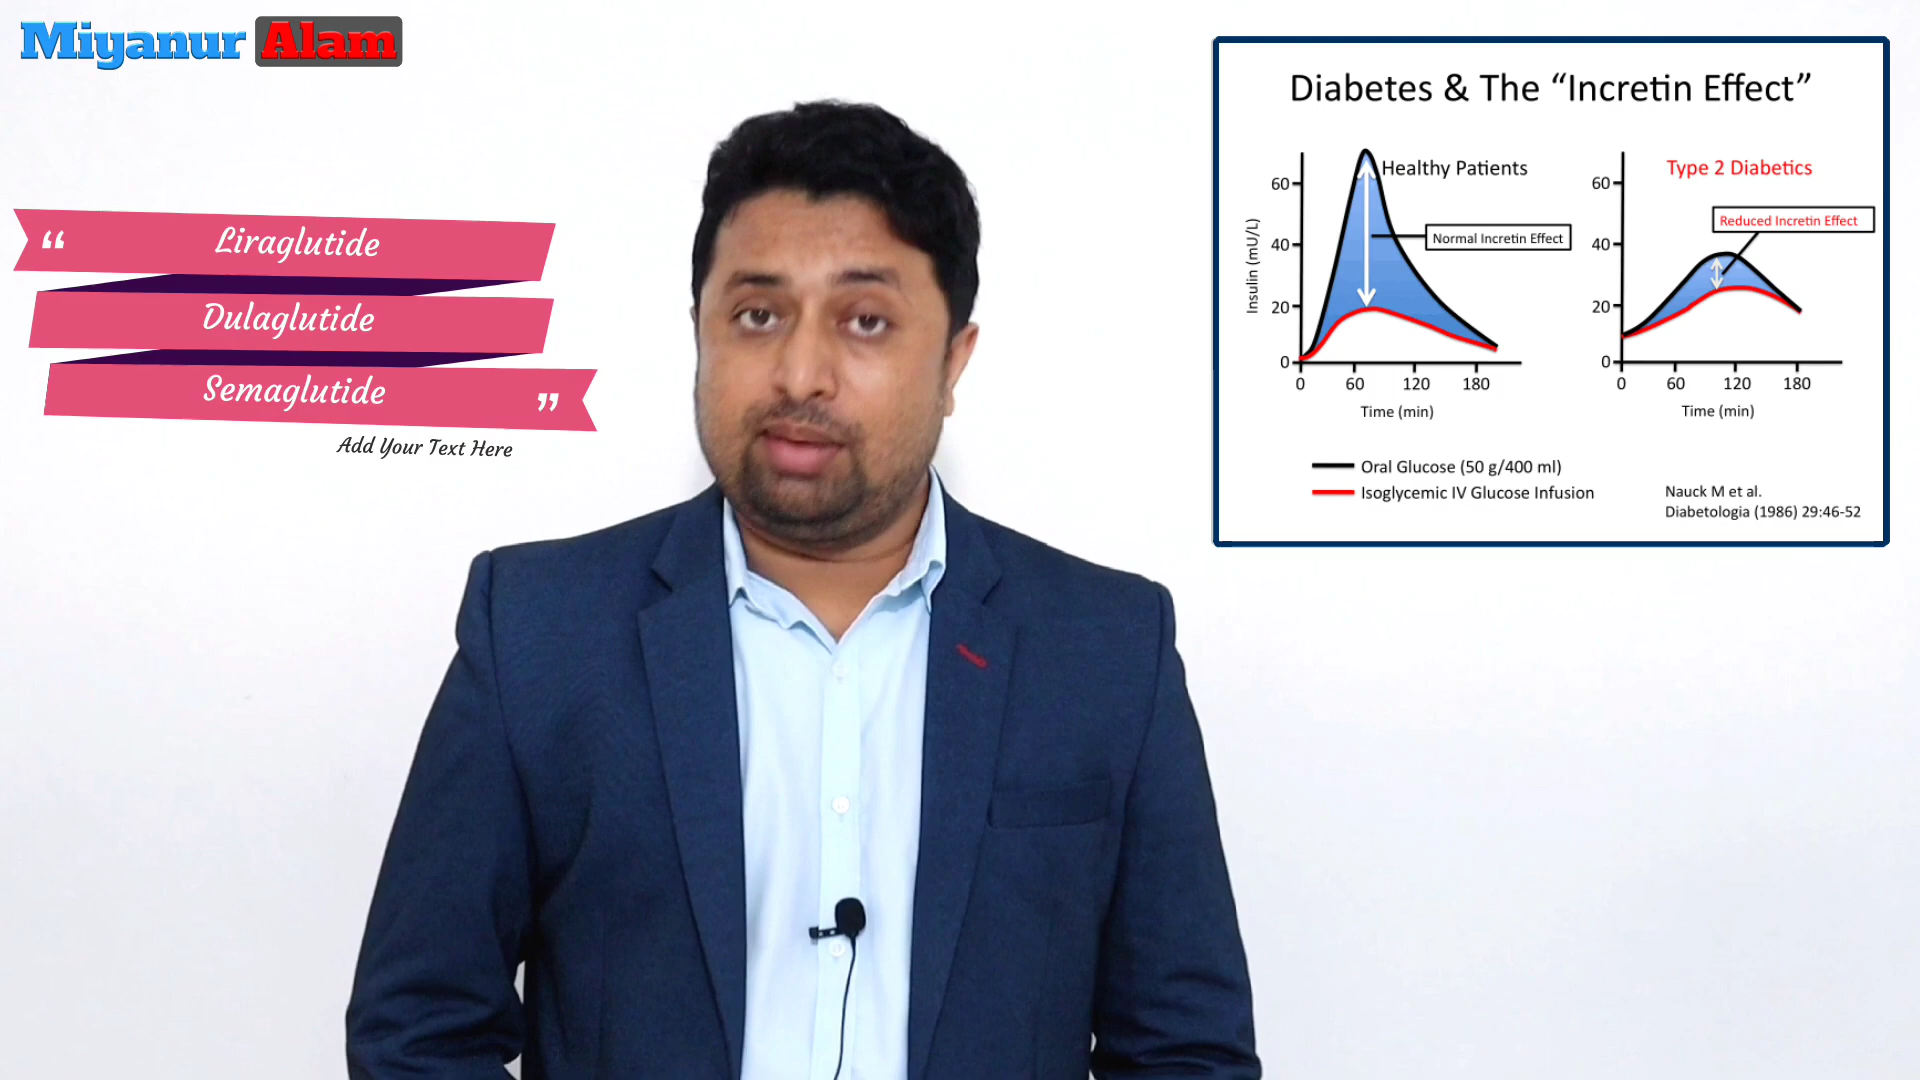 Miyanur Alam
“ Liraglutide
Dulaglutide
Semaglutide ”
Add Your Text Here
Diabetes & The “Incretin Effect”
Healthy Patients
Normal Incretin Effect
Insulin (mU/L)
60
40
20
0
0 60 120 180
Time (min)
Type 2 Diabetics
Reduced Incretin Effect
60
40
20
0
0 60 120 180
Time (min)
Oral Glucose (50 g/400 ml)
Isoglycemic IV Glucose Infusion
Nauck M et al.
Diabetologia (1986) 29:46-52